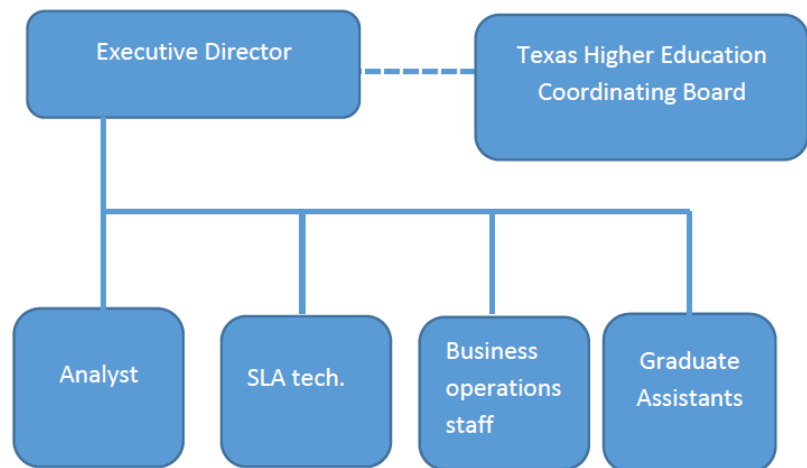 Executive Director
Texas Higher Education
Coordinating Board
Analyst
SLA tech.
Business
operations
staff
Graduate
Assistants